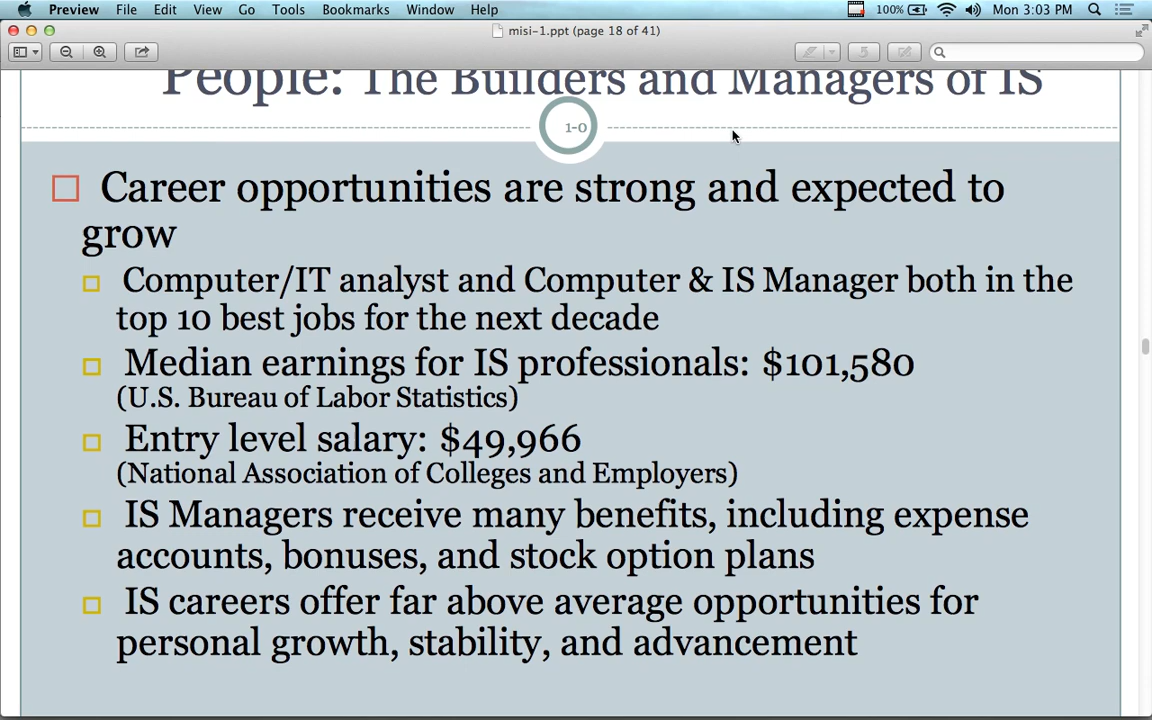 Preview File Edit View Go Tools Bookmarks Window Help 100% Mon 3:03 PM
misi-1.ppt (page 18 of 41)
People: The Builders and Managers of IS
1-0
Career opportunities are strong and expected to
grow
Computer/IT analyst and Computer & IS Manager both in the
top 10 best jobs for the next decade
Median earnings for IS professionals: $101,580
(U.S. Bureau of Labor Statistics)
Entry level salary: $49,966
(National Association of Colleges and Employers)
IS Managers receive many benefits, including expense
accounts, bonuses, and stock option plans
IS careers offer far above average opportunities for
personal growth, stability, and advancement